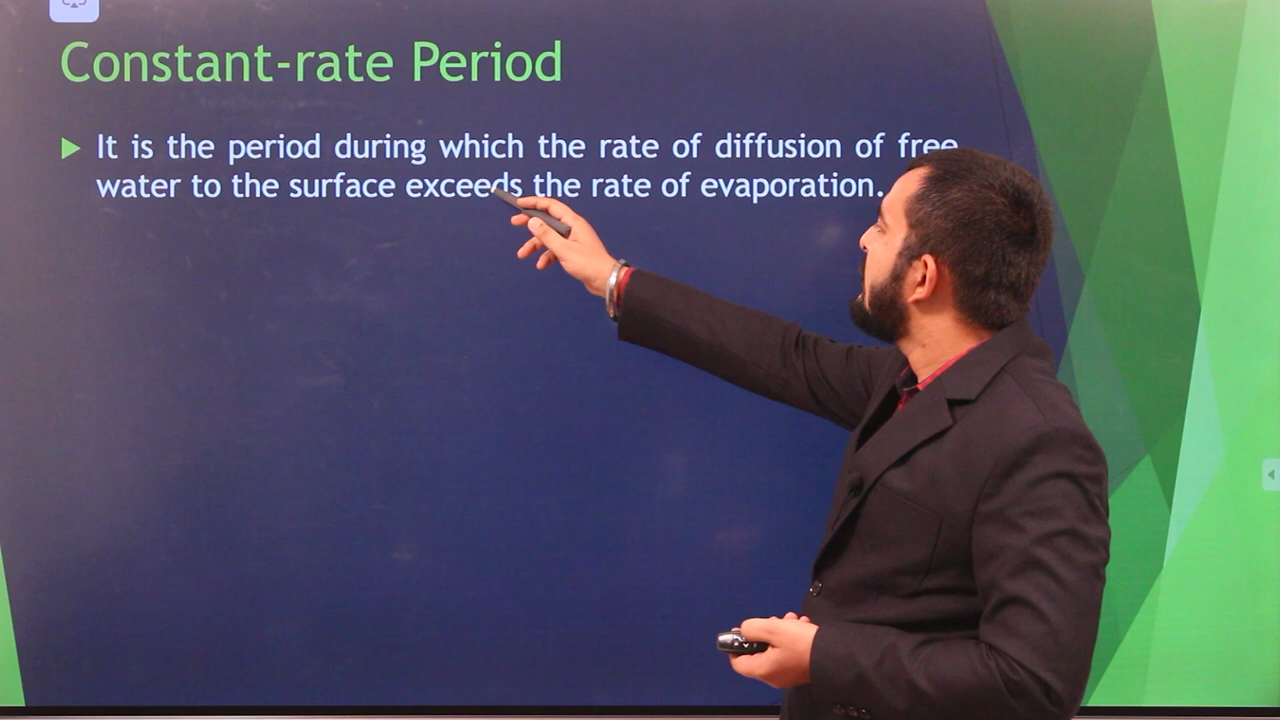 Constant-rate Period
It is the period during which the rate of diffusion of free
water to the surface exceeds the rate of evaporation.